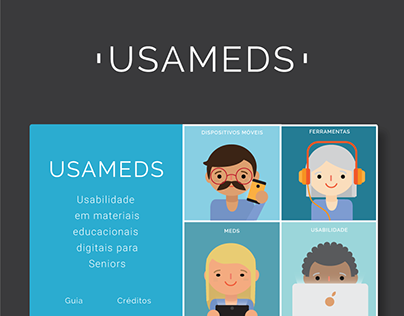 USAMEDS
USAMEDS
Usabilidade
em materiais
educacionais
digitais para
Seniors
Guia Créditos
DISPOSITIVOS MÓVEIS
FERRAMENTAS
MEDS
USABILIDADE